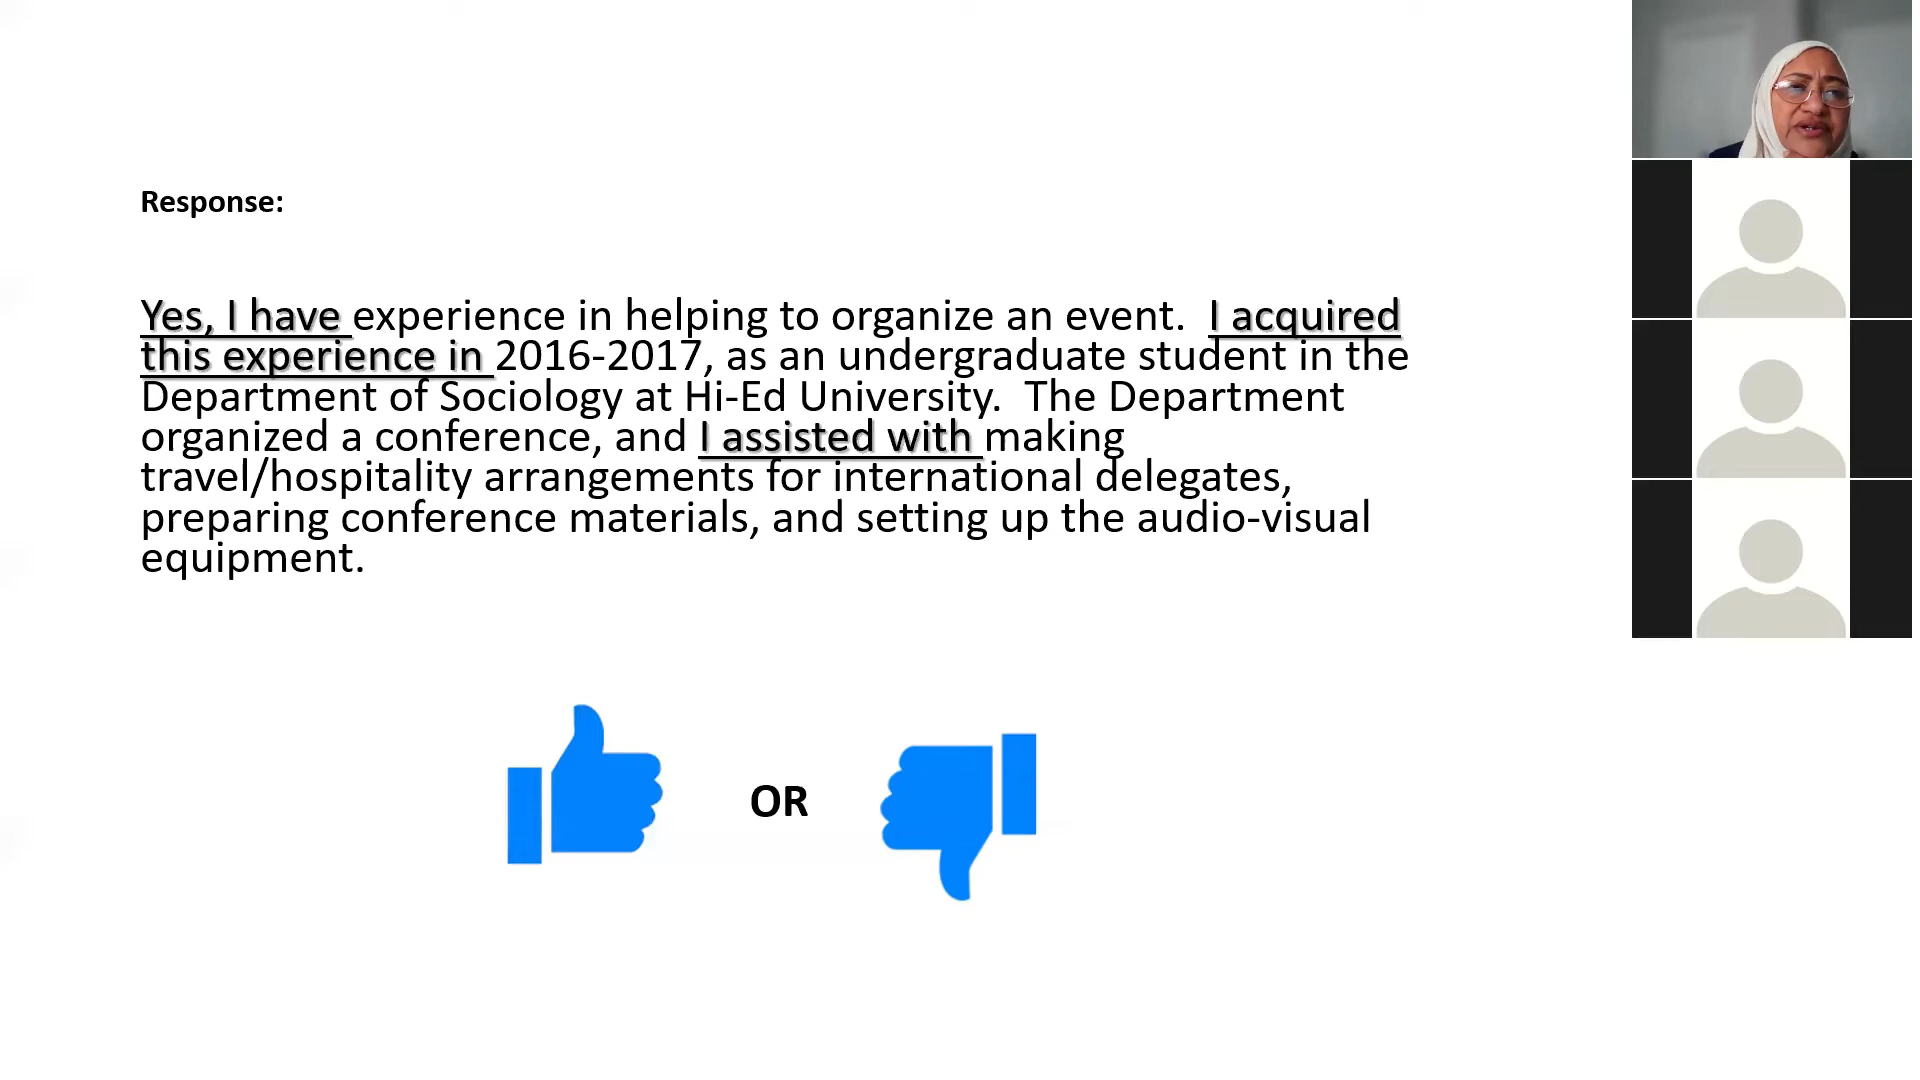 Response:
Yes, I have experience in helping to organize an event.  I acquired
this experience in 2016-2017, as an undergraduate student in the
Department of Sociology at Hi-Ed University.  The Department
organized a conference, and I assisted with making
travel/hospitality arrangements for international delegates,
preparing conference materials, and setting up the audio-visual
equipment.
OR